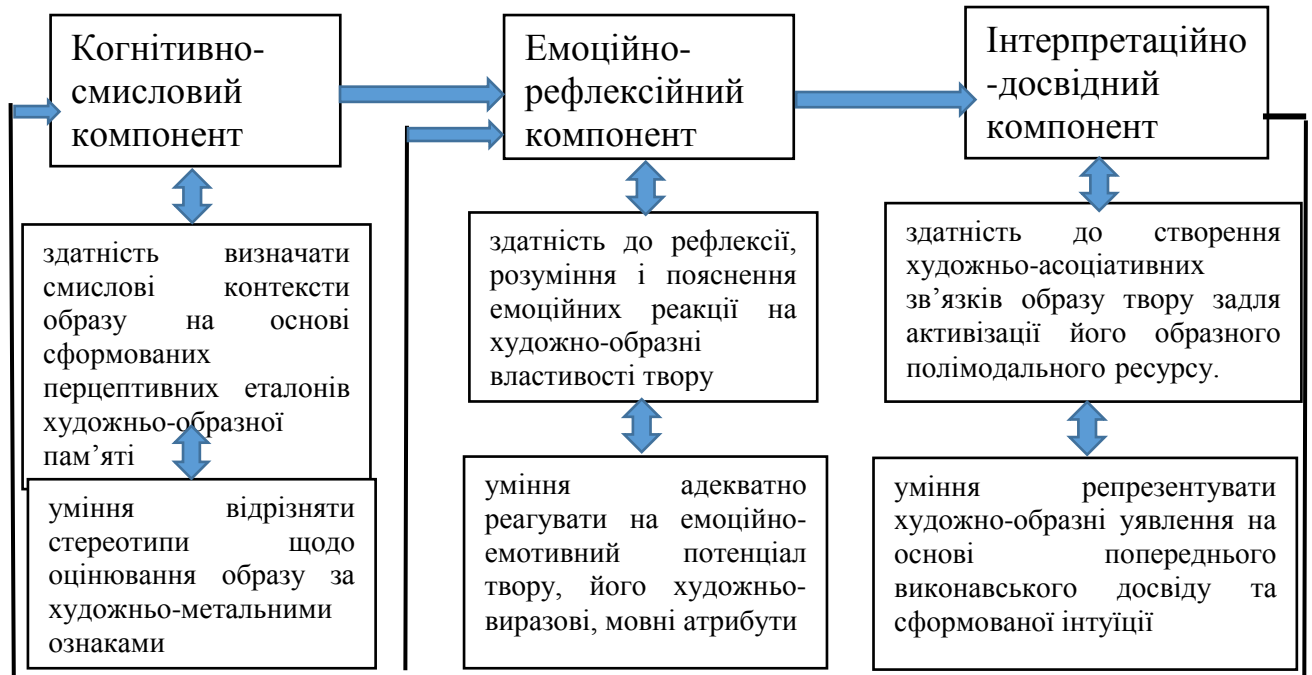 Когнітивно-
смисловий
компонент
Емоційно-
рефлексійний
компонент
Інтерпретаційно
-досвідний
компонент
здатність визначати
смислові контексти
образу на основі
сформованих
перцептивних еталонів
художньо-образної
пам’яті
здатність до рефлексії,
розуміння і пояснення
емоційних реакції на
художно-образні
властивості твору
здатність до створення
художньо-асоціативних
зв’язків образу твору задля
активізації його образного
полімодального ресурсу.
уміння відрізняти
стереотипи щодо
оцінювання образу за
художньо-метальними
ознаками
уміння адекватно
реагувати на емоційно-
емотивний потенціал
твору, його художньо-
виразові, мовні атрибути
уміння репрезентувати
художно-образні уявлення на
основі попереднього
виконавського досвіду та
сформованої інтуїції